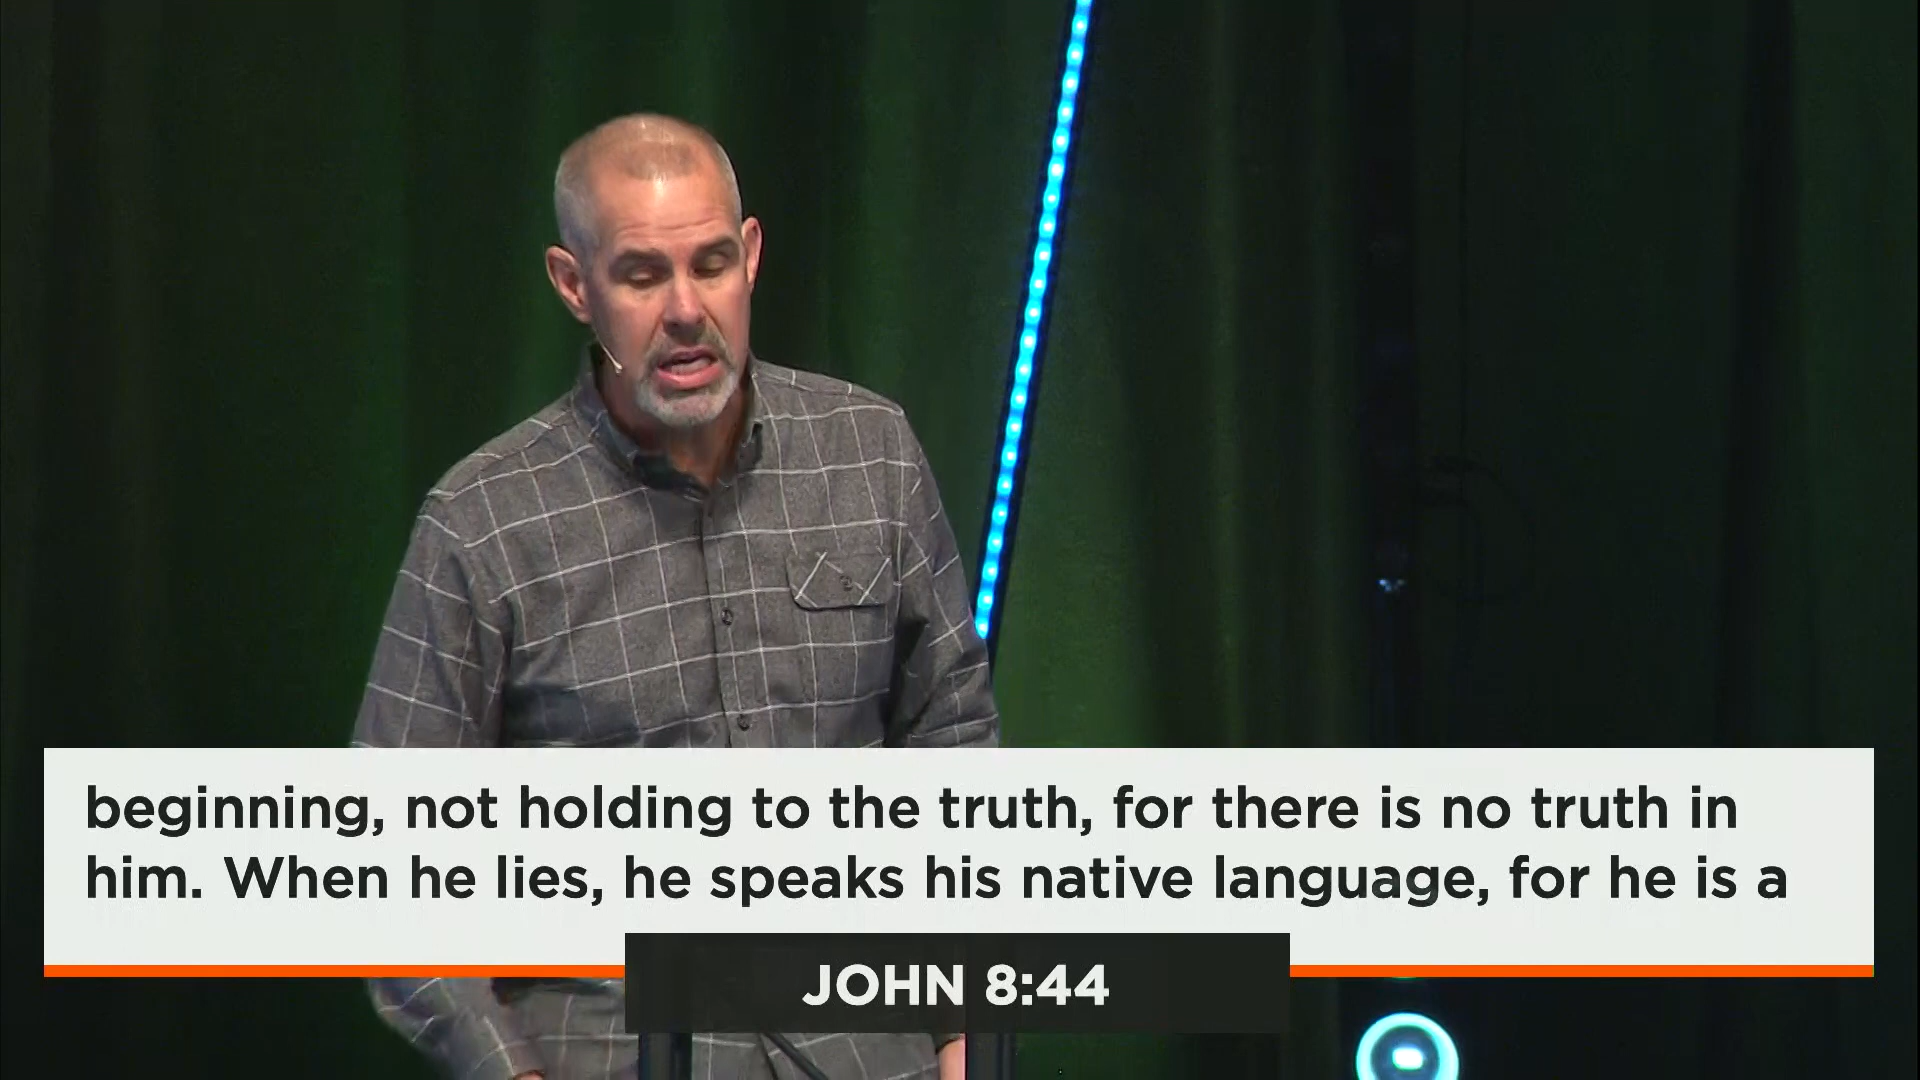 beginning, not holding to the truth, for there is no truth in
him. When he lies, he speaks his native language, for he is a
JOHN 8:44